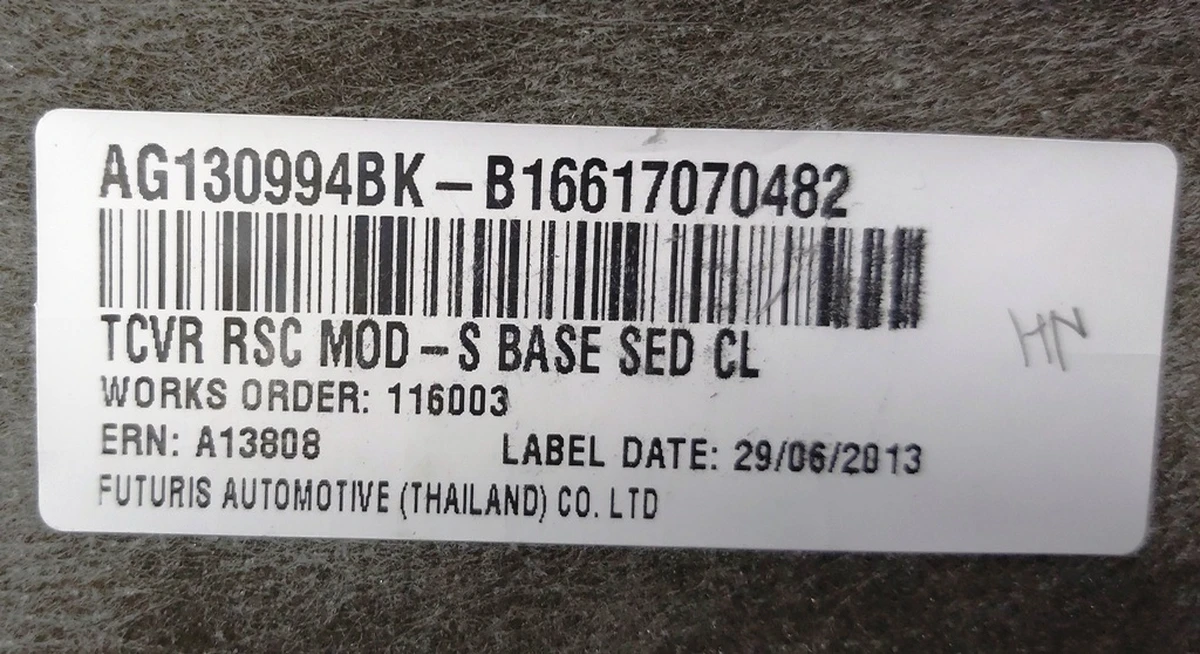 AG130994BK – B16617070482
TCVR RSC MOD – S BASE SED CL
WORKS ORDER: 116003
ERN: A13808 LABEL DATE: 29/06/2013
FUTURIS AUTOMOTIVE (THAILAND) CO. LTD
HN